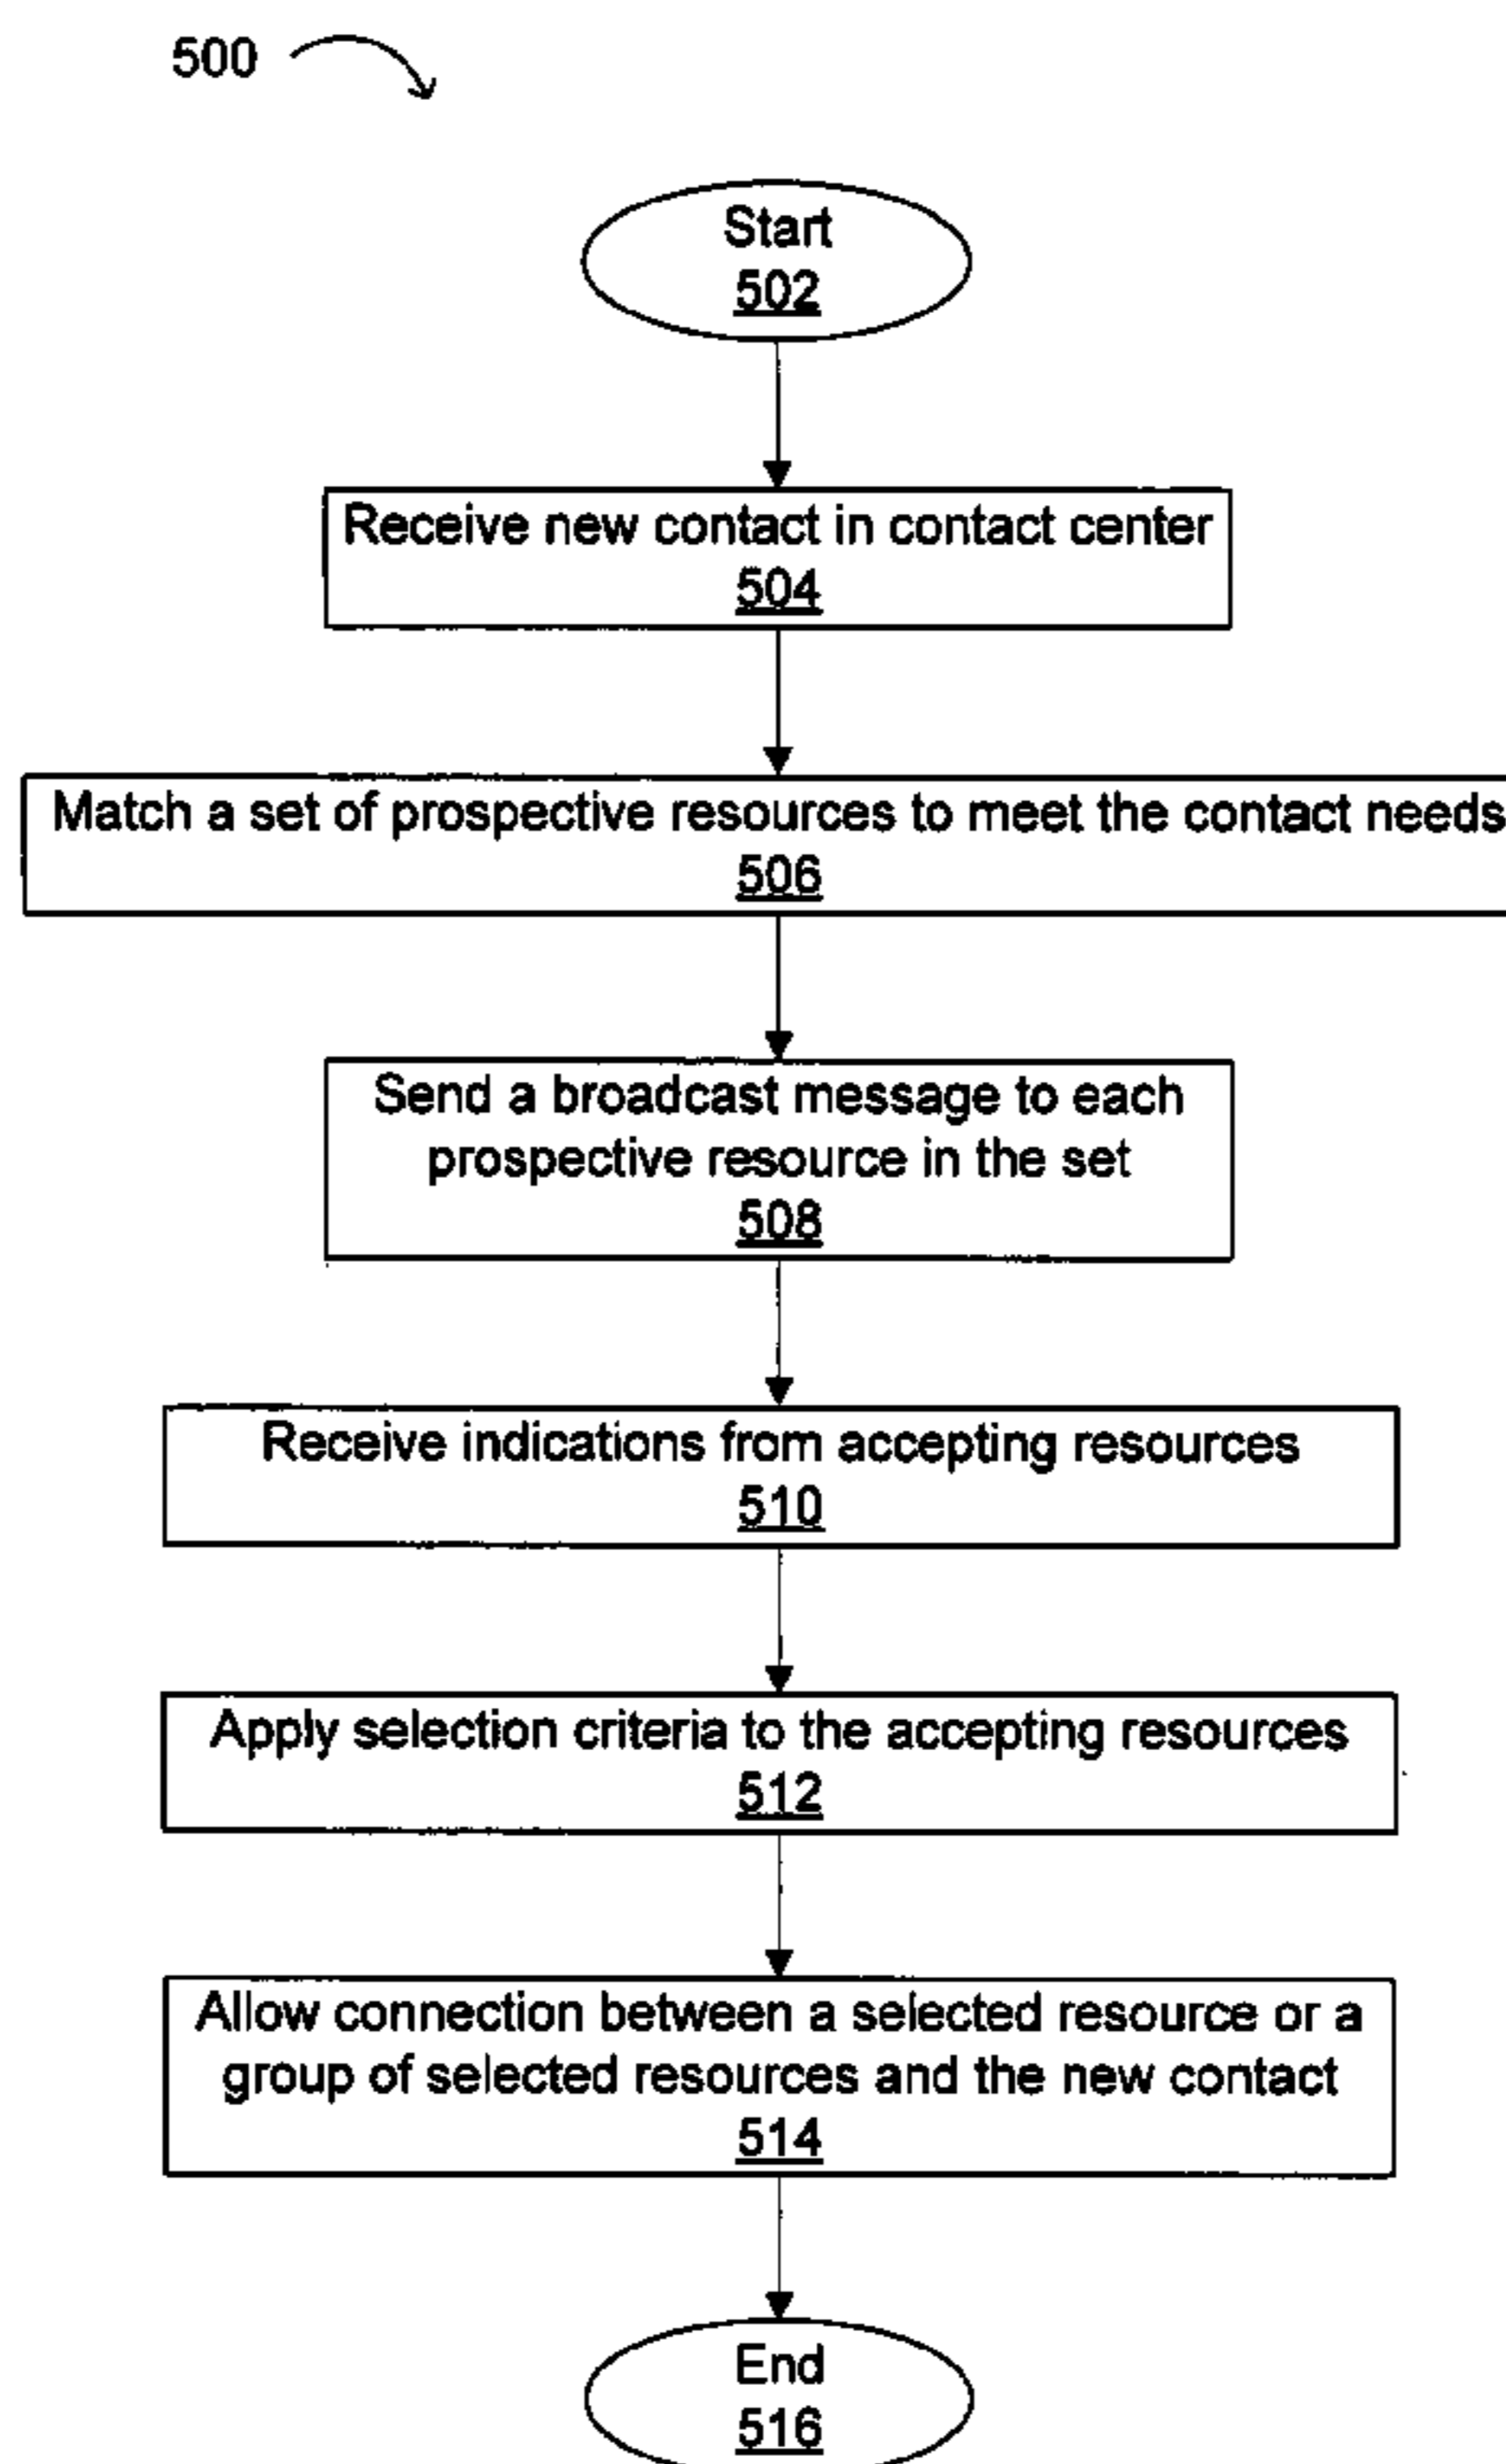 500
Start
502
Receive new contact in contact center
504
Match a set of prospective resources to meet the contact needs
506
Send a broadcast message to each
prospective resource in the set
508
Receive indications from accepting resources
510
Apply selection criteria to the accepting resources
512
Allow connection between a selected resource or a
group of selected resources and the new contact
514
End
516